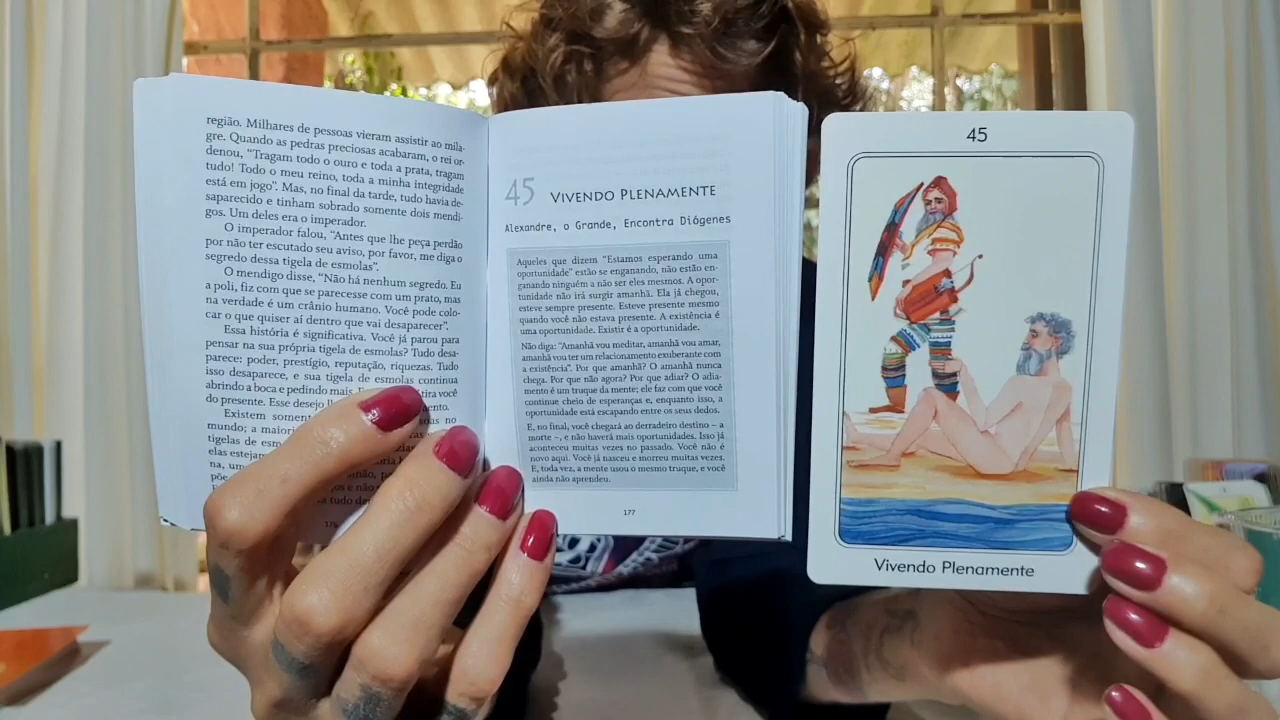 região. Milhares de pessoas vieram assistir ao mila-
gre. Quando as pedras preciosas acabaram, o rei or-
denou, “Tragam todo o ouro e toda a prata, tragam
tudo! Todo o meu reino, toda a minha integridade
está em jogo”. Mas, no final da tarde, tudo havia de-
saparecido e tinham sobrado somente dois mendi-
gos. Um deles era o imperador.
O imperador falou, “Antes que lhe peça perdão
por não ter escutado seu aviso, por favor, me diga o
segredo dessa tigela de esmolas”.
O mendigo disse, “Não há nenhum segredo. Eu
a poli, fiz com que se parecesse com um prato, mas
na verdade é um crânio humano. Você pode colo-
car o que quiser aí dentro que vai desaparecer”.
Essa história é significativa. Você já parou para
pensar na sua própria tigela de esmolas? Tudo desa-
parece: poder, prestígio, reputação, riquezas. Tudo
isso desaparece, e sua tigela de esmolas continua
abrindo a boca e pedindo mais tira você
do presente. Esse desejo
Existem
mundo; a
tigelas de
elas estejam
na, um
põe
e não
tudo
176
45 VIVENDO PLENAMENTE
Alexandre, o Grande, Encontra Diógenes
Aqueles que dizem “Estamos esperando uma
oportunidade” estão se enganando, não estão en-
ganando ninguém a não ser eles mesmos. A opor-
tunidade não irá surgir amanhã. Ela já chegou,
esteve sempre presente. Esteve presente mesmo
quando você não estava presente. A existência é
uma oportunidade. Existir é a oportunidade.
Não diga: “Amanhã vou meditar, amanhã vou amar,
amanhã vou ter um relacionamento exuberante com
a existência”. Por que amanhã? O amanhã nunca
chega. Por que não agora? Por que adiar? O adia-
mento é um truque da mente; ele faz com que você
continue cheio de esperanças e, enquanto isso, a
oportunidade está escapando entre os seus dedos.
E, no final, você chegará ao derradeiro destino – a
morte –, e não haverá mais oportunidades. Isso já
aconteceu muitas vezes no passado. Você não é
novo aqui. Você já nasceu e morreu muitas vezes.
E, toda vez, a mente usou o mesmo truque, e você
ainda não aprendeu.
177
45
Vivendo Plenamente